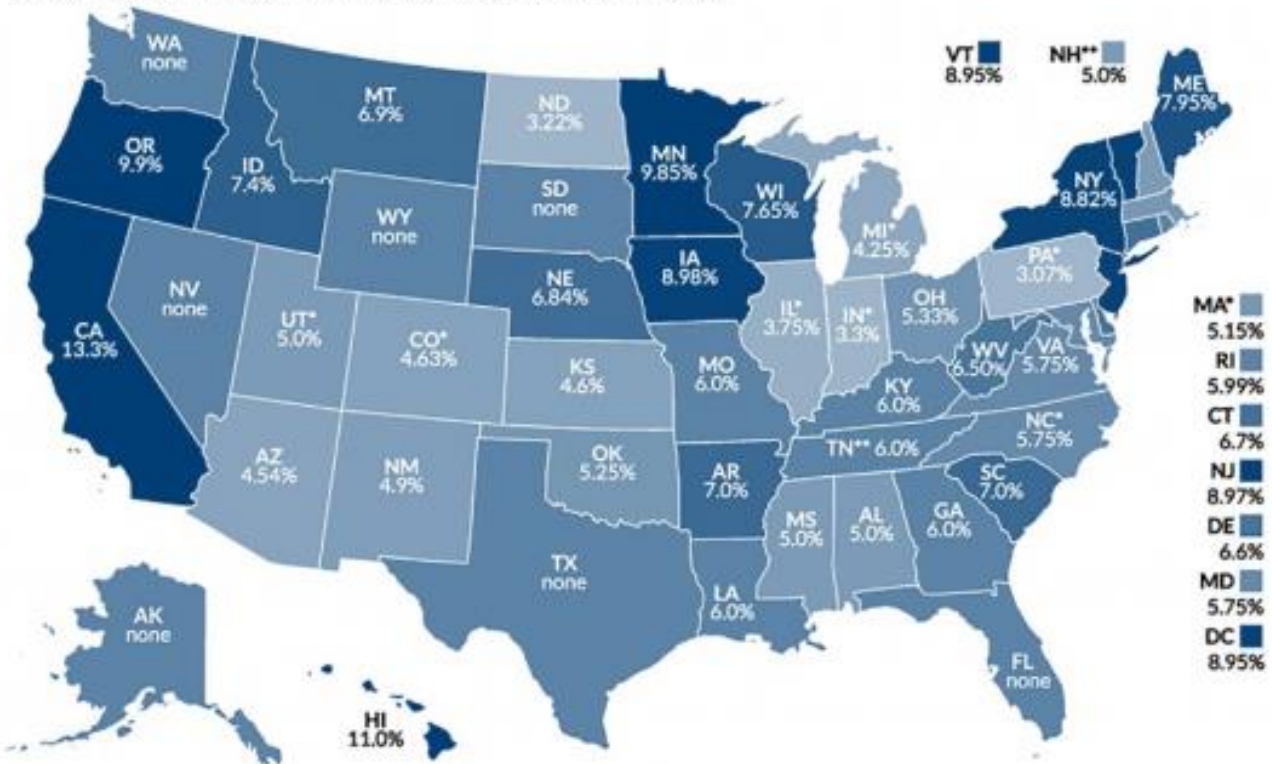 WA
none
MT
6.9%
ND
3.22%
OR
9.9%
ID
7.4%
MN
9.85%
SD
none
WY
none
WI
7.65%
MI*
4.25%
NY
8.82%
ME
7.95%
VT
8.95%
NH**
5.0%
NV
none
NE
6.84%
IA
8.98%
PA*
3.07%
CA
13.3%
UT*
5.0%
CO*
4.63%
KS
4.6%
MO
6.0%
IL*
3.75%
IN*
3.3%
OH
5.33%
WV
6.50%
VA
5.75%
KY
6.0%
NC*
5.75%
TN** 6.0%
AZ
4.54%
NM
4.9%
OK
5.25%
AR
7.0%
SC
7.0%
MS
5.0%
AL
5.0%
GA
6.0%
TX
none
LA
6.0%
FL
none
AK
none
HI
11.0%
MA*
5.15%
RI
5.99%
CT
6.7%
NJ
8.97%
DE
6.6%
MD
5.75%
DC
8.95%